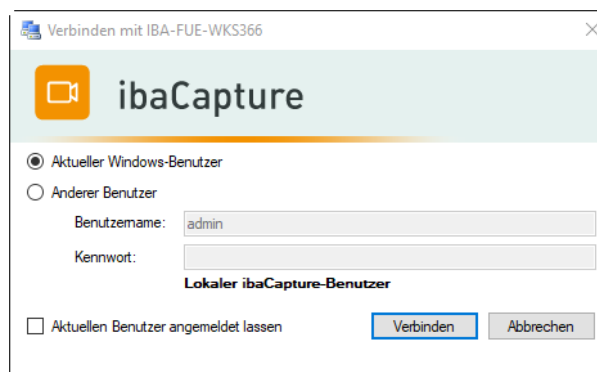 Verbinden mit IBA-FUE-WKS366
ibaCapture
Aktueller Windows-Benutzer
Anderer Benutzer
Benutzername: admin
Kennwort:
Lokaler ibaCapture-Benutzer
Aktuellen Benutzer angemeldet lassen Verbinden Abbrechen